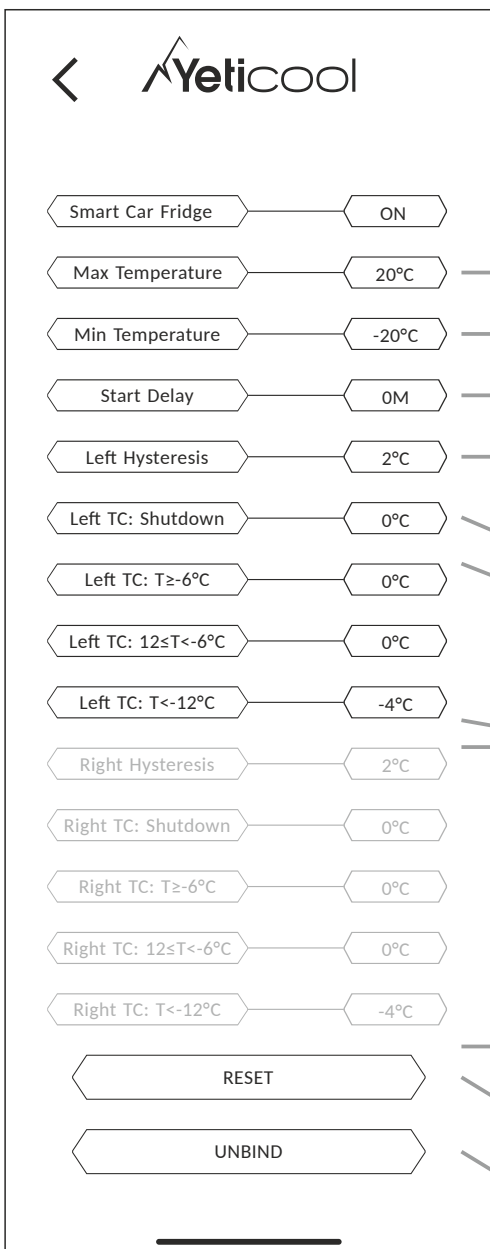 Yeticool
Smart Car Fridge ON
Max Temperature 20°C
Min Temperature -20°C
Start Delay 0M
Left Hysteresis 2°C
Left TC: Shutdown 0°C
Left TC: T≥-6°C 0°C
Left TC: 12≤T<-6°C 0°C
Left TC: T<-12°C -4°C
Right Hysteresis 2°C
Right TC: Shutdown 0°C
Right TC: T≥-6°C 0°C
Right TC: 12≤T<-6°C 0°C
Right TC: T<-12°C -4°C
RESET
UNBIND